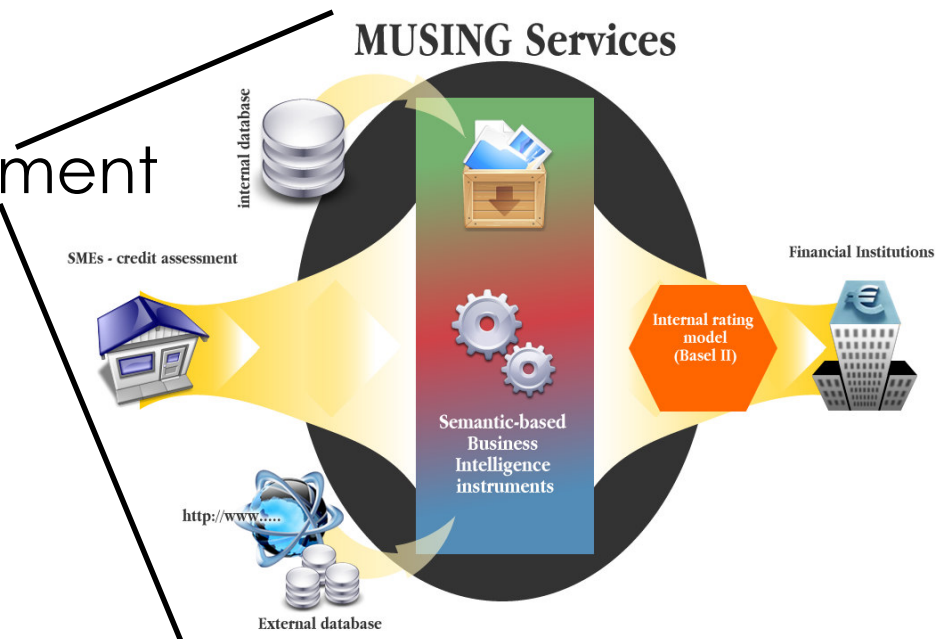 MUSING Services
internal database
ment
SMEs - credit assessment
Financial Institutions
Internal rating
model
(Basel II)
Semantic-based
Business
Intelligence
instruments
http://www.....
External database